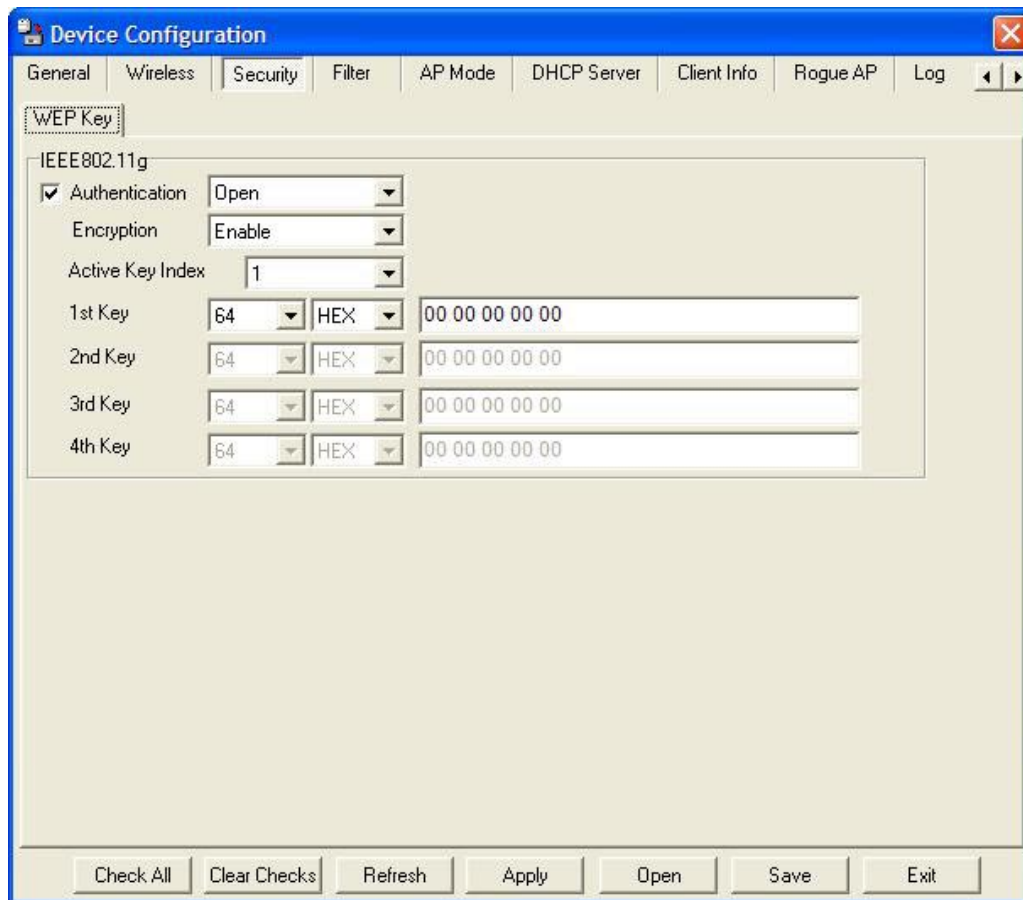 Device Configuration
General Wireless Security Filter AP Mode DHCP Server Client Info Rogue AP Log
WEP Key
IEEE802.11g
Authentication Open
Encryption Enable
Active Key Index 1
1st Key 64 HEX 00 00 00 00 00
2nd Key 64 HEX 00 00 00 00 00
3rd Key 64 HEX 00 00 00 00 00
4th Key 64 HEX 00 00 00 00 00
Check All Clear Checks Refresh Apply Open Save Exit